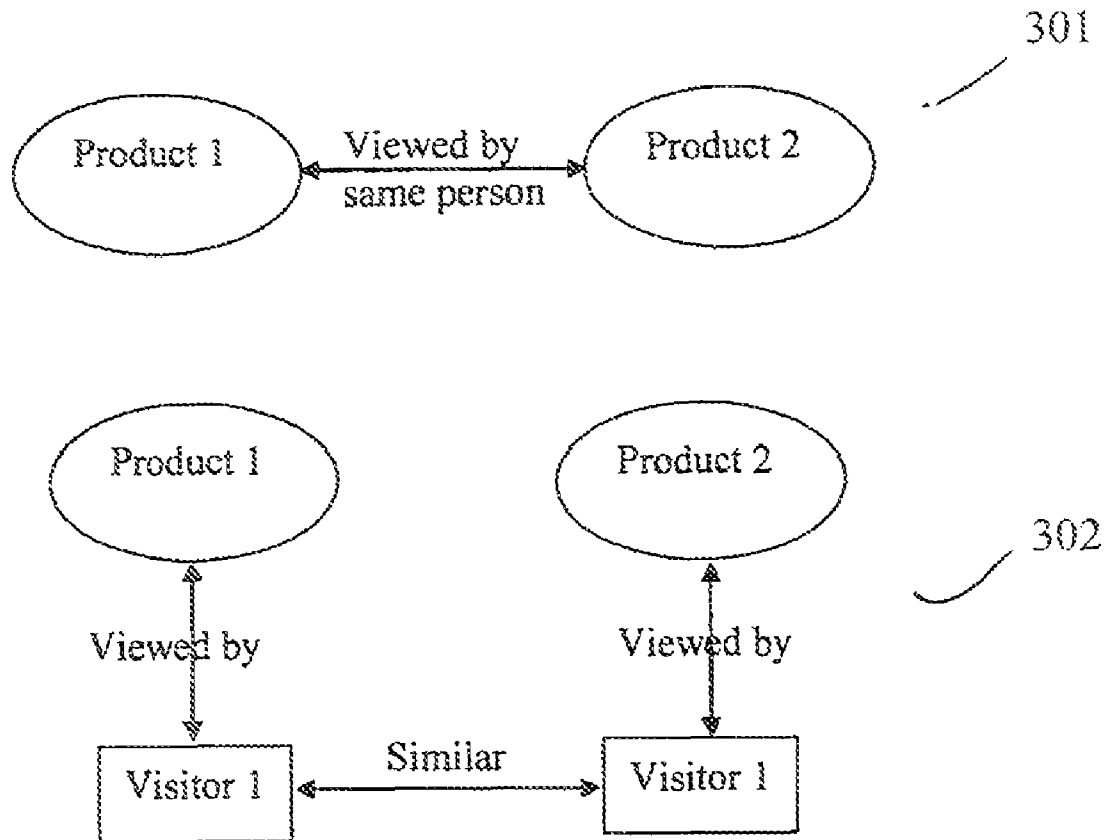 301
Product 1
Viewed by
same person
Product 2
Product 1
Product 2
302
Viewed by
Viewed by
Visitor 1
Similar
Visitor 1